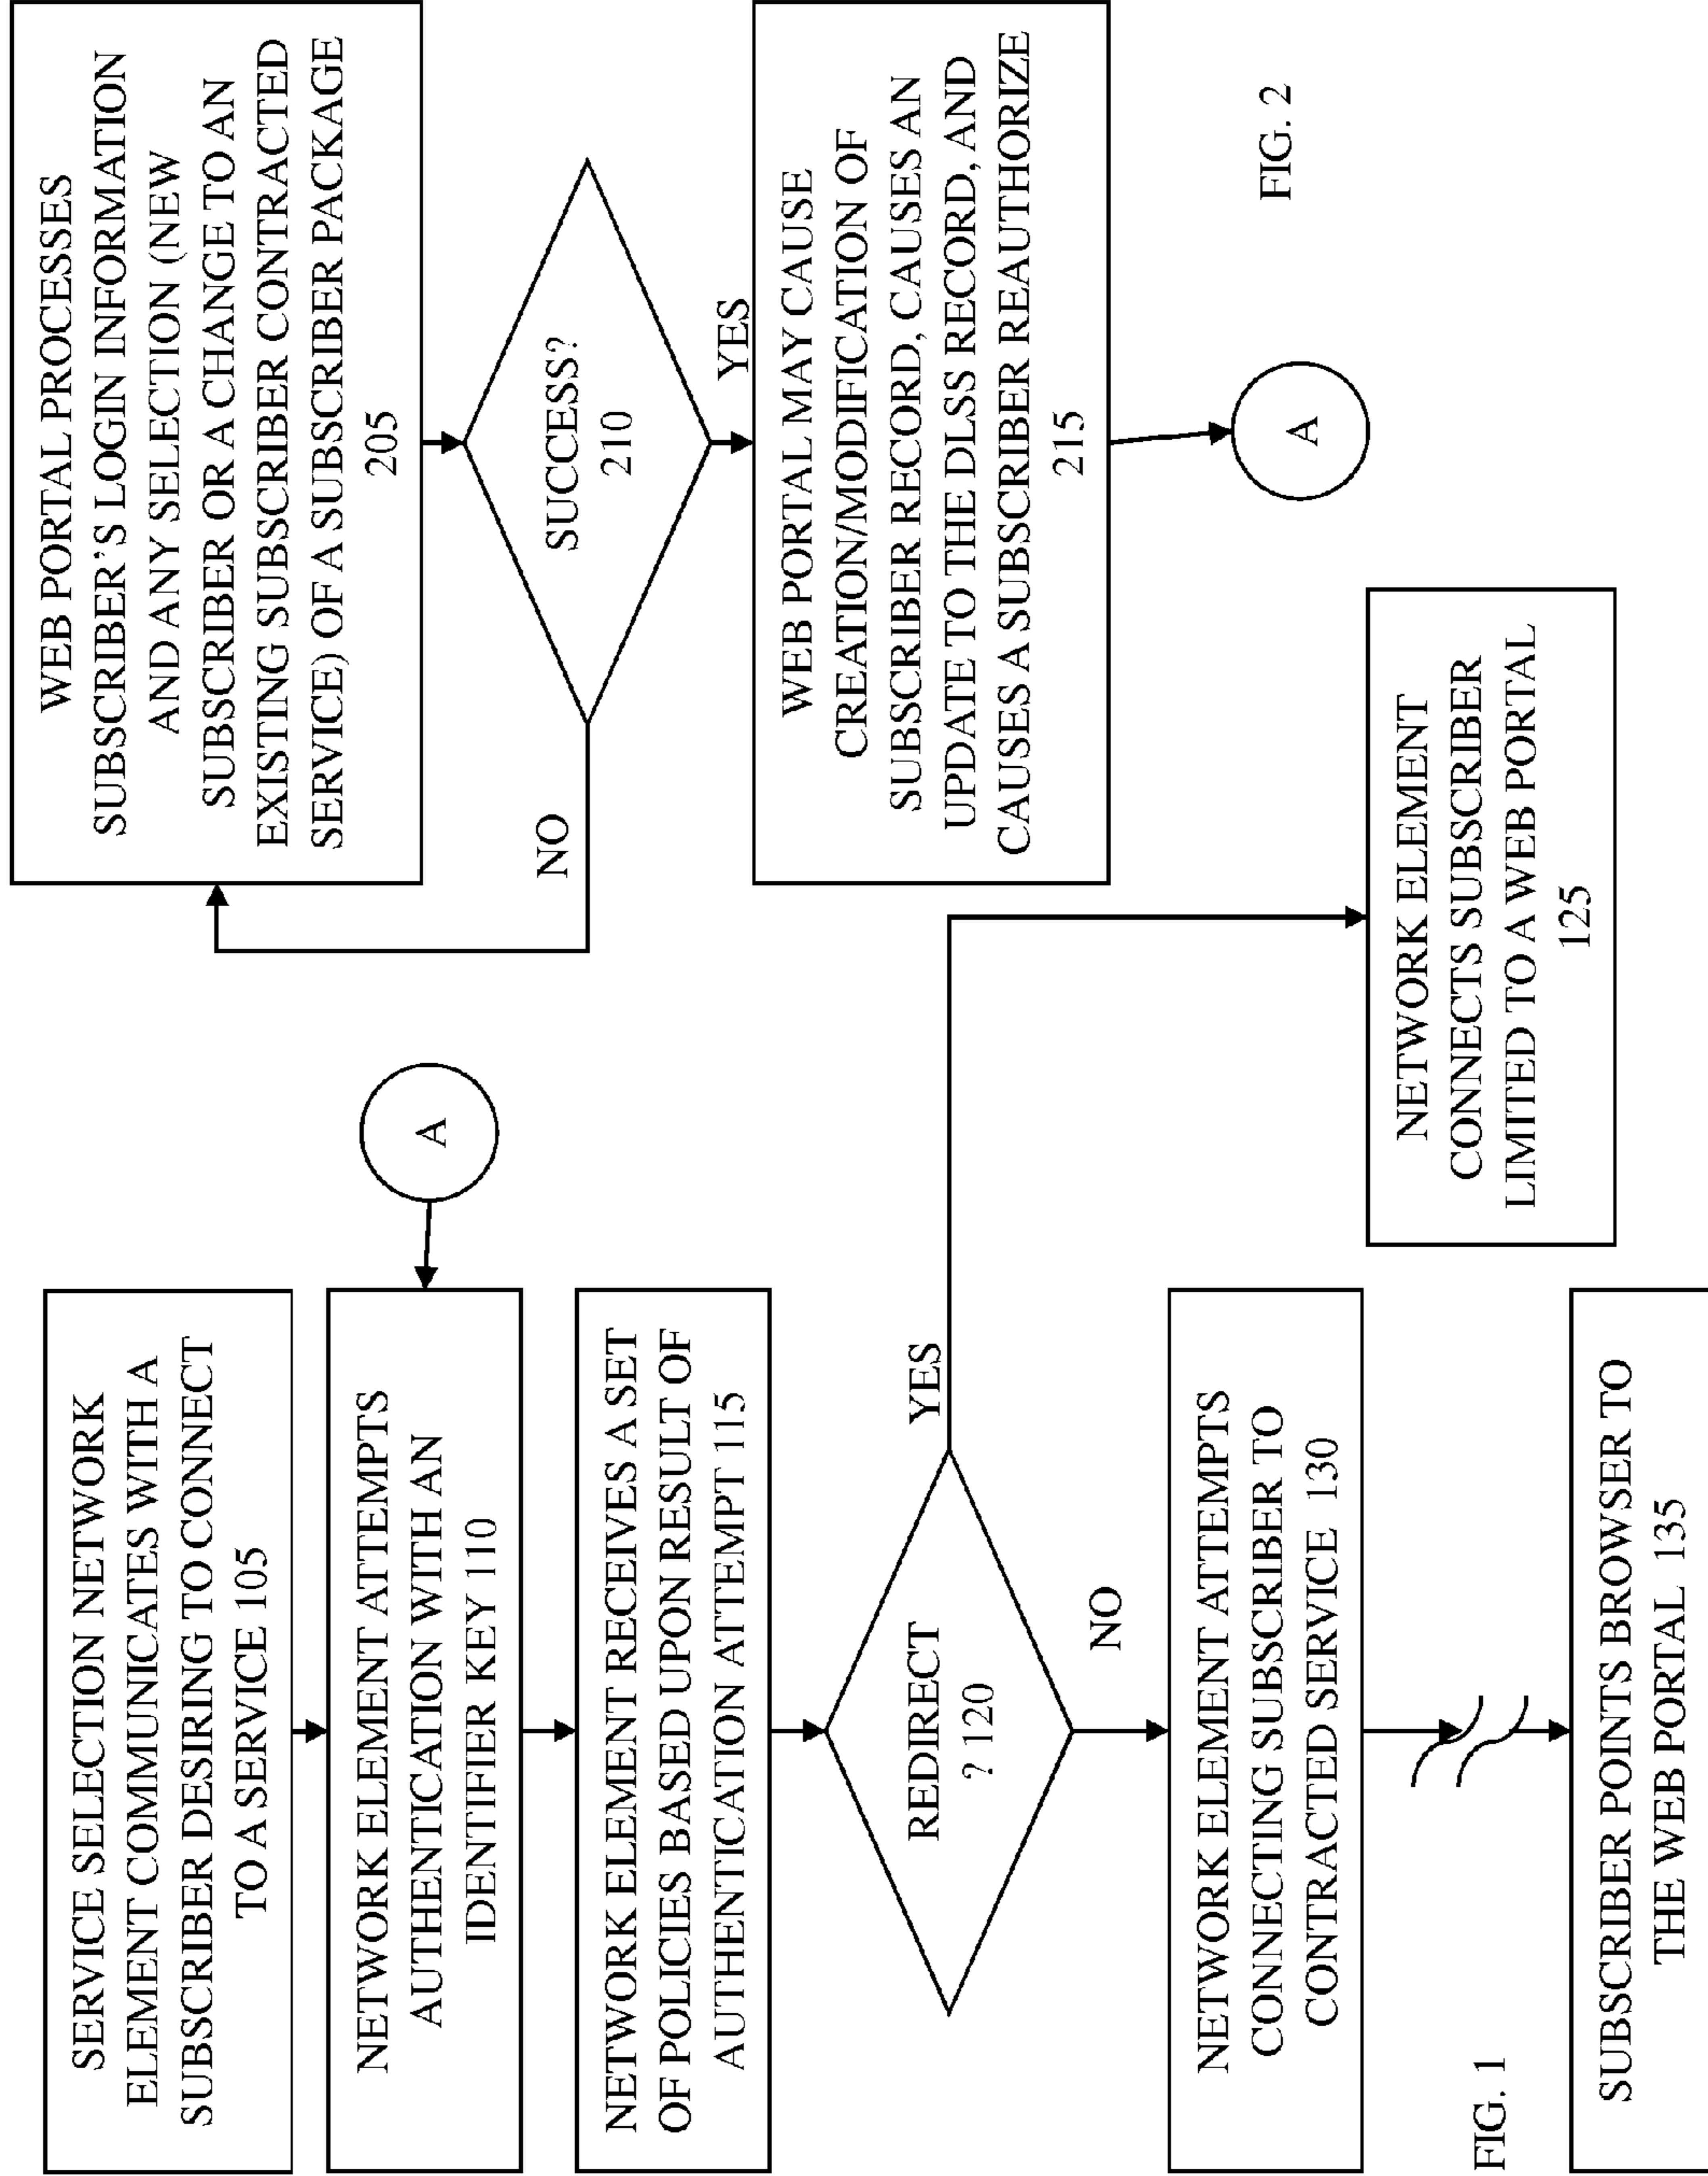 SERVICE SELECTION NETWORK
ELEMENT COMMUNICATES WITH A
SUBSCRIBER DESIRING TO CONNECT
TO A SERVICE 105
A
NETWORK ELEMENT ATTEMPTS
AUTHENTICATION WITH AN
IDENTIFIER KEY 110
NETWORK ELEMENT RECEIVES A SET
OF POLICIES BASED UPON RESULT OF
AUTHENTICATION ATTEMPT 115
REDIRECT
? 120
YES
NO
NETWORK ELEMENT
CONNECTS SUBSCRIBER
LIMITED TO A WEB PORTAL
125
NETWORK ELEMENT ATTEMPTS
CONNECTING SUBSCRIBER TO
CONTRACTED SERVICE 130
FIG. 1
SUBSCRIBER POINTS BROWSER TO
THE WEB PORTAL 135
WEB PORTAL PROCESSES
SUBSCRIBER'S LOGIN INFORMATION
AND ANY SELECTION (NEW
SUBSCRIBER OR A CHANGE TO AN
EXISTING SUBSCRIBER CONTRACTED
SERVICE) OF A SUBSCRIBER PACKAGE
205
SUCCESS?
210
NO
YES
WEB PORTAL MAY CAUSE
CREATION/MODIFICATION OF
SUBSCRIBER RECORD, CAUSES AN
UPDATE TO THE DLSS RECORD, AND
CAUSES A SUBSCRIBER REAUTHORIZE
215
A
FIG. 2